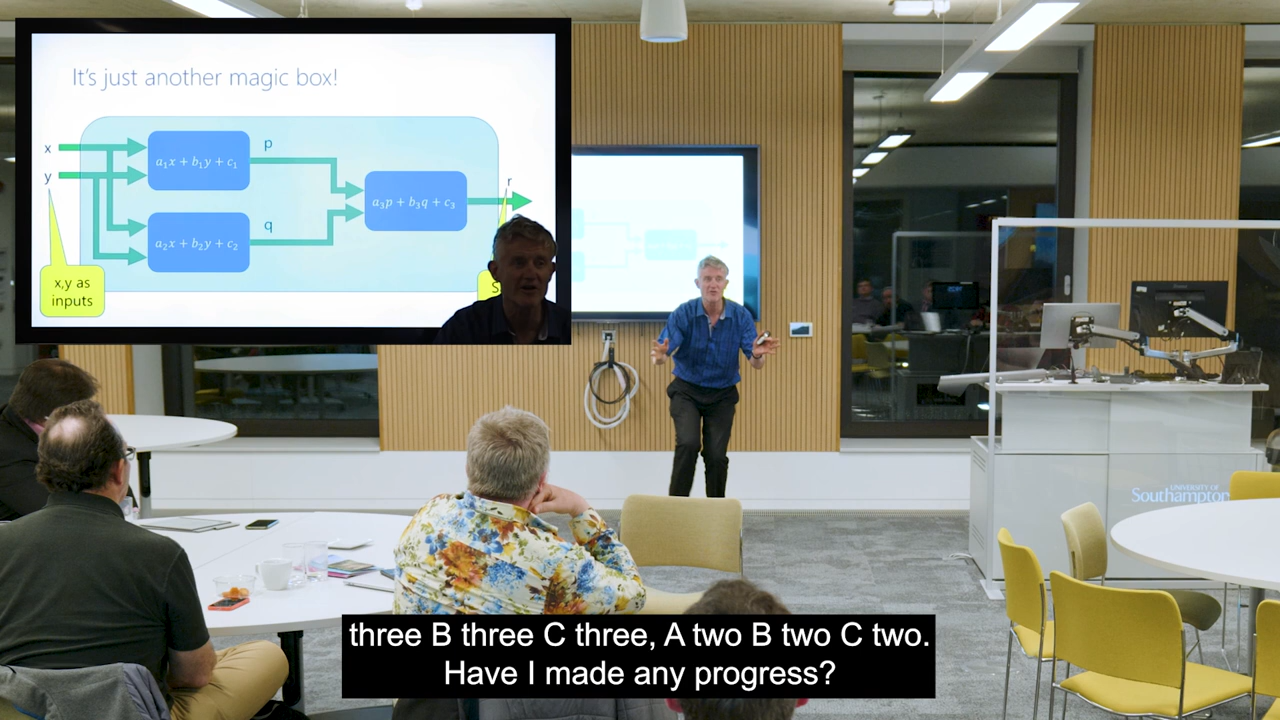 It's just another magic box!
x
y
a₁x + b₁y + c₁
p
a₂x + b₂y + c₂
q
a₃p + b₃q + c₃
r
x,y as
inputs
UNIVERSITY OF
Southampton
three B three C three, A two B two C two.
Have I made any progress?